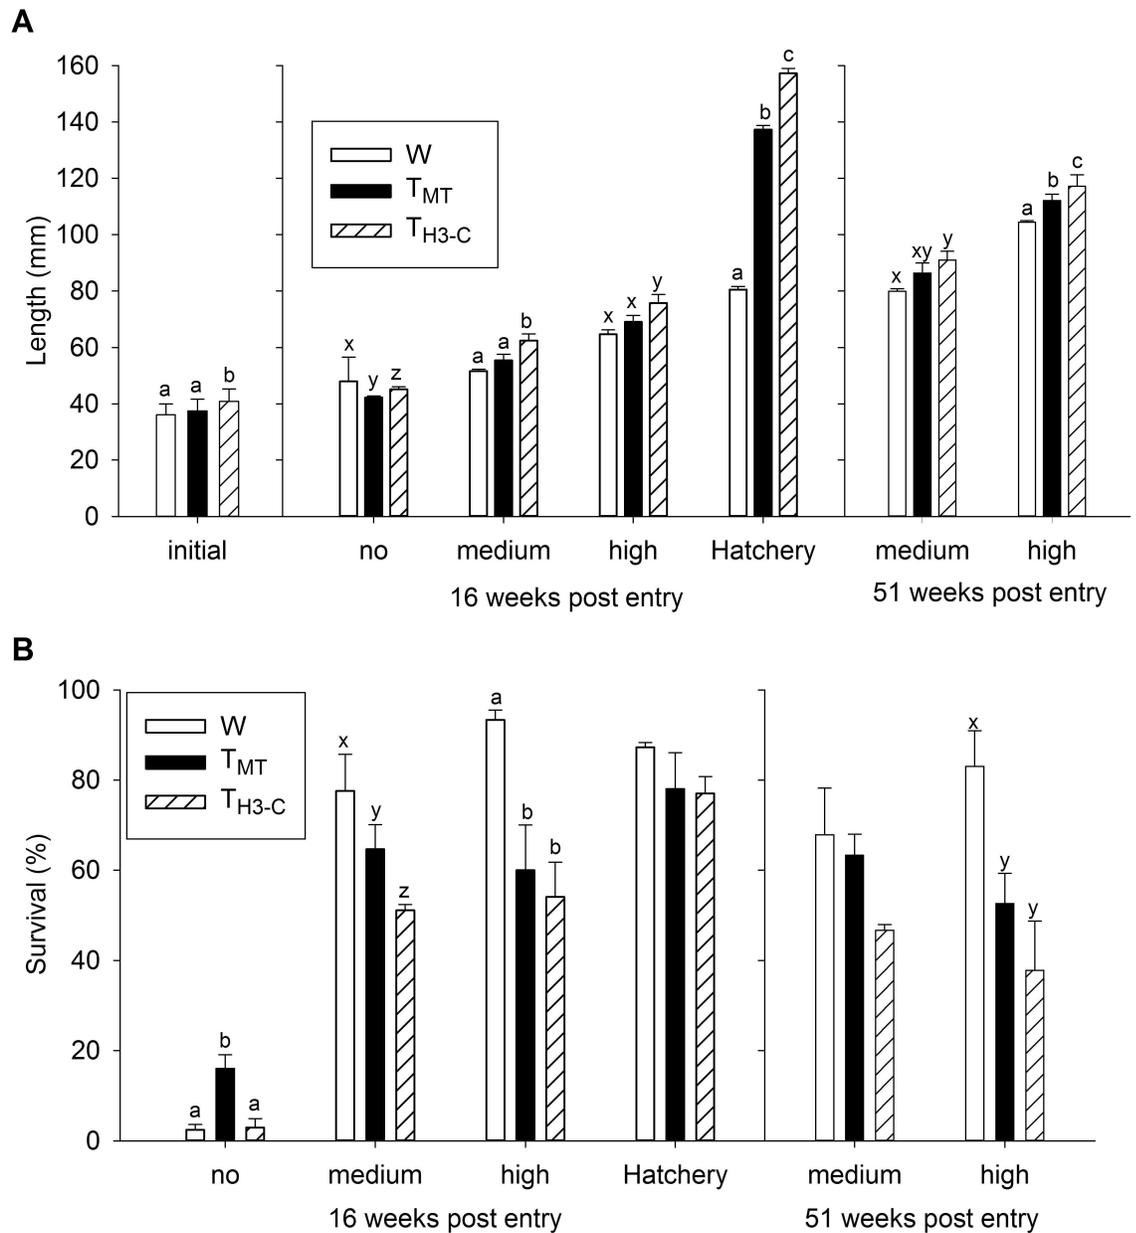 A
160
140
120
100
80
60
40
20
0
Length (mm)
W
TMT
TH3-C
a a b
x y z
a a b
x x y
a b c
x xy y
a b c
initial no medium high Hatchery medium high
16 weeks post entry 51 weeks post entry
B
100
80
60
40
20
0
Survival (%)
W
TMT
TH3-C
a b a
x y z
a b b
x y y
no medium high Hatchery medium high
16 weeks post entry 51 weeks post entry